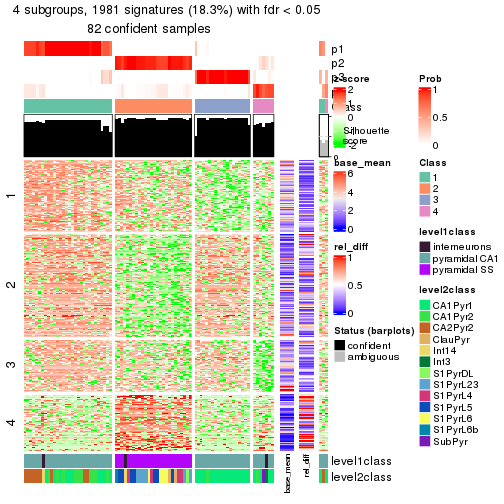 4 subgroups, 1981 signatures (18.3%) with fdr < 0.05
82 confident samples
p1
p2
z-score
2
1
0
-2
Silhouette
score
Prob
1
0.5
0
base_mean
6
4
2
0
Class
1
2
3
4
rel_diff
1
0.5
0
level1class
interneurons
pyramidal CA1
pyramidal SS
Status (barplots)
confident
ambiguous
level2class
CA1Pyr1
CA1Pyr2
CA2Pyr2
ClauPyr
Int14
Int3
S1PyrDL
S1PyrL23
S1PyrL4
S1PyrL5
S1PyrL6
S1PyrL6b
SubPyr
1
2
3
4
base_mean
rel_diff
level1class
level2class